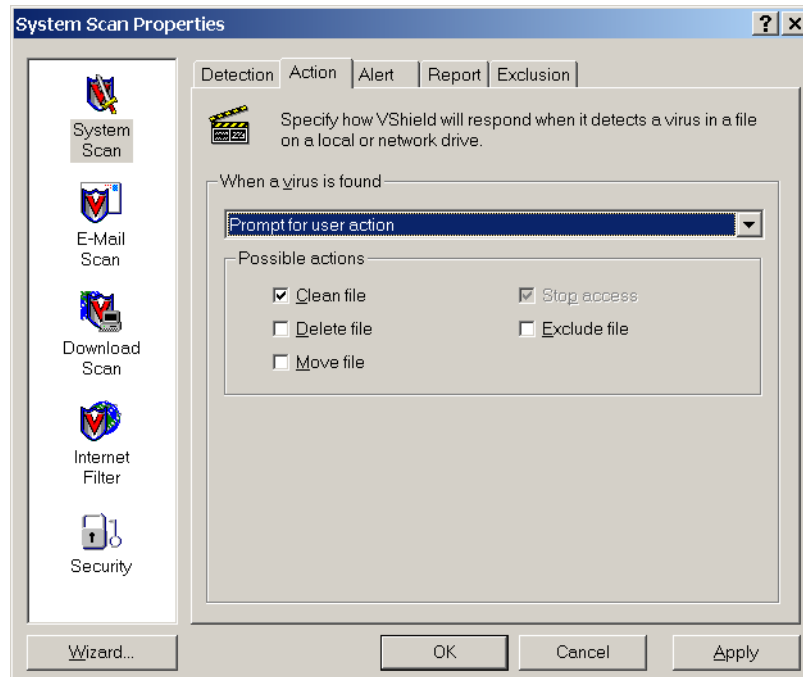 System Scan Properties
System
Scan
E-Mail
Scan
Download
Scan
Internet
Filter
Security
Detection Action Alert Report Exclusion
Specify how VShield will respond when it detects a virus in a file
on a local or network drive.
When a virus is found
Prompt for user action
Possible actions
Clean file Stop access
Delete file Exclude file
Move file
Wizard... OK Cancel Apply